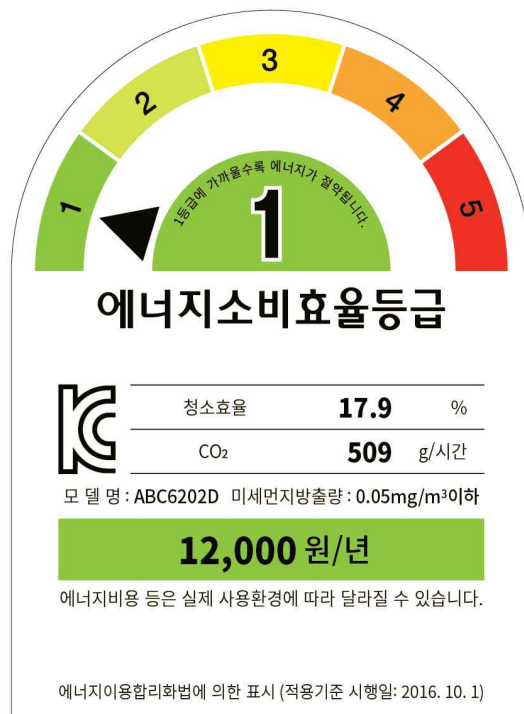 1
2
3
4
5
1등급에 가까울수록 에너지가 절약됩니다.
1
에너지소비효율등급
청소효율 17.9 %
CO₂ 509 g/시간
모 델 명 : ABC6202D 미세먼지방출량 : 0.05mg/m³이하
12,000 원/년
에너지비용 등은 실제 사용환경에 따라 달라질 수 있습니다.
에너지이용합리화법에 의한 표시 (적용기준 시행일: 2016. 10. 1)